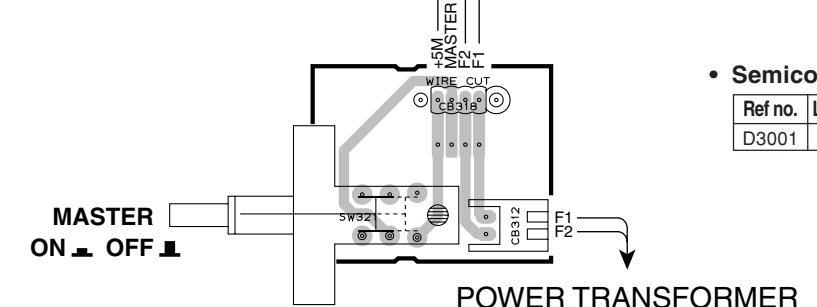 +5M
MASTER
F2
F1
WIRE CUT
CB318
• Semico
Ref no.
D3001
MASTER
ON OFF
SW321
CB312
F1
F2
POWER TRANSFORMER